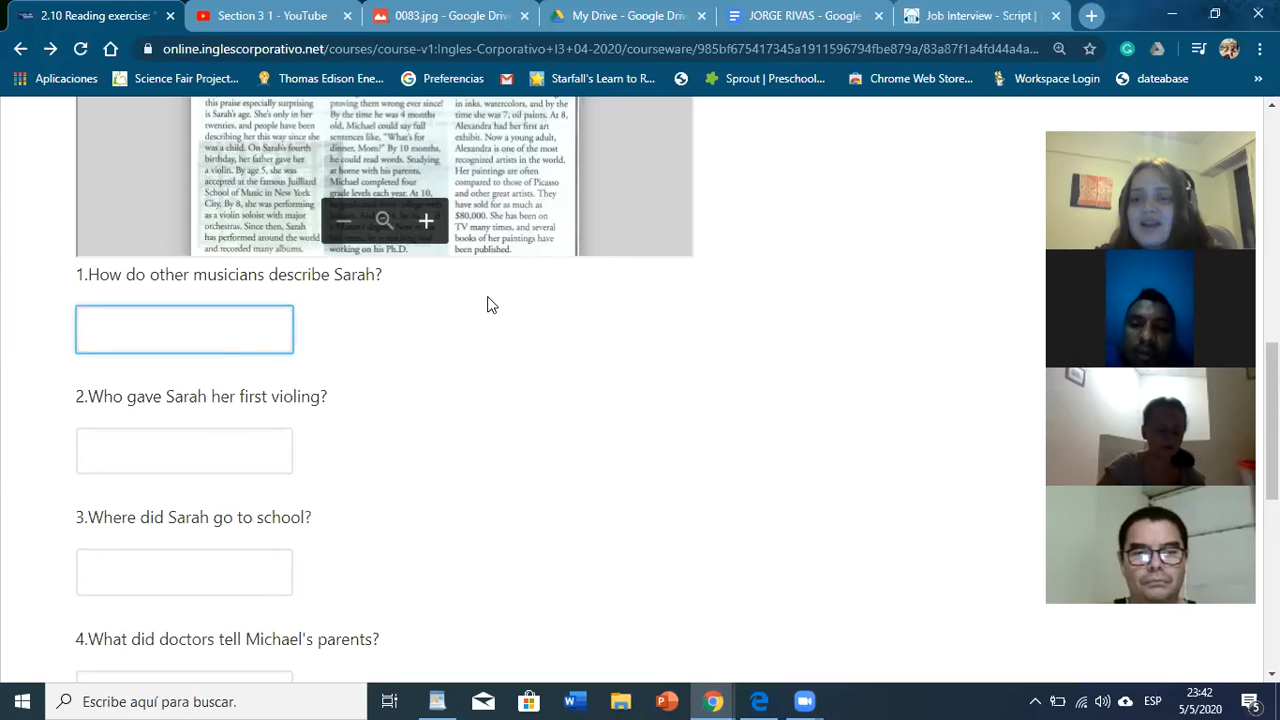 2.10 Reading exercise: "
Section 3 1 - YouTube
0083.jpg - Google Drive
My Drive - Google Dri
JORGE RIVAS - Google
Job Interview - Script |
online.inglescorporativo.net/courses/course-v1:Ingles-Corporativo+I3+04-2020/courseware/985bf675417345a1911596794fbe879a/83a87f1a4fd44a4a...
Aplicaciones
Science Fair Projec...
Thomas Edison Ene...
Preferencias
Starfall's Learn to R...
Sprout | Preschool...
Chrome Web Store...
Workspace Login
dateabase
this praise especially surprising
is Sarah's age. She's only in her
twenties, and people have been
describing her this way since she
was a child. On Sarah's fourth
birthday, her father gave her
a violin. By age 5, she was
accepted at the famous Juilliard
School of Music in New York
City. By 8, she was performing
as a violin soloist with major
orchestras. Since then, Sarah
has performed around the world
and recorded many albums.
proving them wrong ever since!
By the time he was 4 months
old, Michael could say full
sentences like, "What's for
dinner, Mom?" By 10 months,
he could read words. Studying
at home with his parents,
Michael completed four
grade levels each year. At 10,
working on his Ph.D.
in inks, watercolors, and by the
time she was 7, oil paints. At 8,
Alexandra had her first art
exhibit. Now a young adult,
Alexandra is one of the most
recognized artists in the world.
Her paintings are often
compared to those of Picasso
and other great artists. They
have sold for as much as
$80,000. She has been on
TV many times, and several
books of her paintings have
been published.
1.How do other musicians describe Sarah?
2.Who gave Sarah her first violing?
3.Where did Sarah go to school?
4.What did doctors tell Michael's parents?
Escribe aquí para buscar.
ESP
23:42
5/5/2020
5